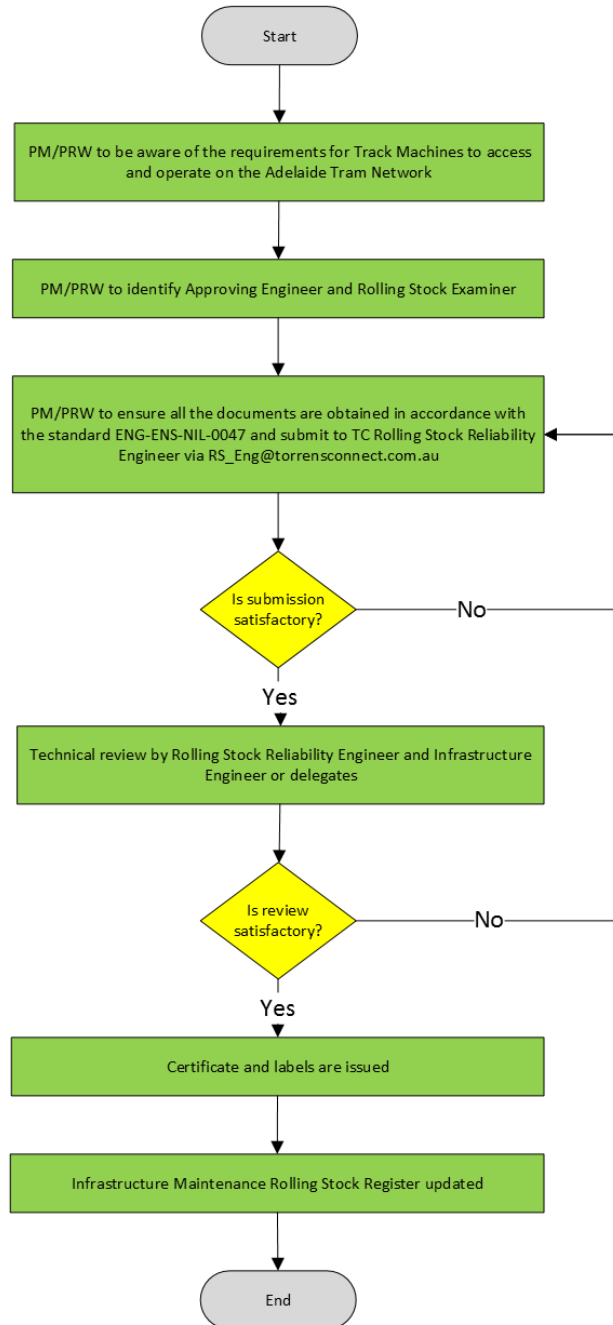 Start
PM/PRW to be aware of the requirements for Track Machines to access
and operate on the Adelaide Tram Network
PM/PRW to identify Approving Engineer and Rolling Stock Examiner
PM/PRW to ensure all the documents are obtained in accordance with
the standard ENG-ENS-NIL-0047 and submit to TC Rolling Stock Reliability
Engineer via RS_Eng@torrensconnect.com.au
Is submission
satisfactory?
No
Yes
Technical review by Rolling Stock Reliability Engineer and Infrastructure
Engineer or delegates
Is review
satisfactory?
No
Yes
Certificate and labels are issued
Infrastructure Maintenance Rolling Stock Register updated
End